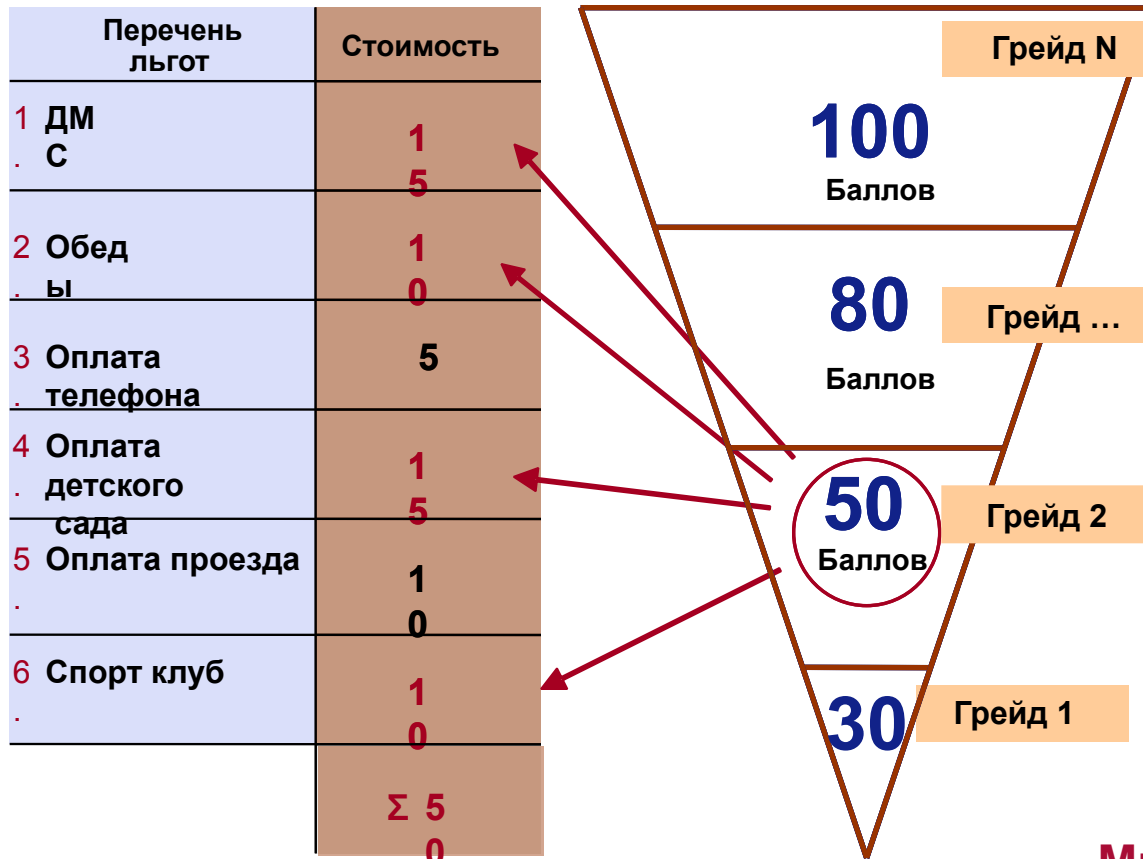 Перечень
льгот
Стоимость
1
.
ДМ
С
1
5
2
.
Обед
ы
1
0
3
.
Оплата
телефона
5
4
.
Оплата
детского
сада
1
5
5
.
Оплата проезда
1
0
6
.
Спорт клуб
1
0
Σ 5
0
Грейд N
100
Баллов
80
Грейд ...
Баллов
50
Грейд 2
Баллов
30
Грейд 1